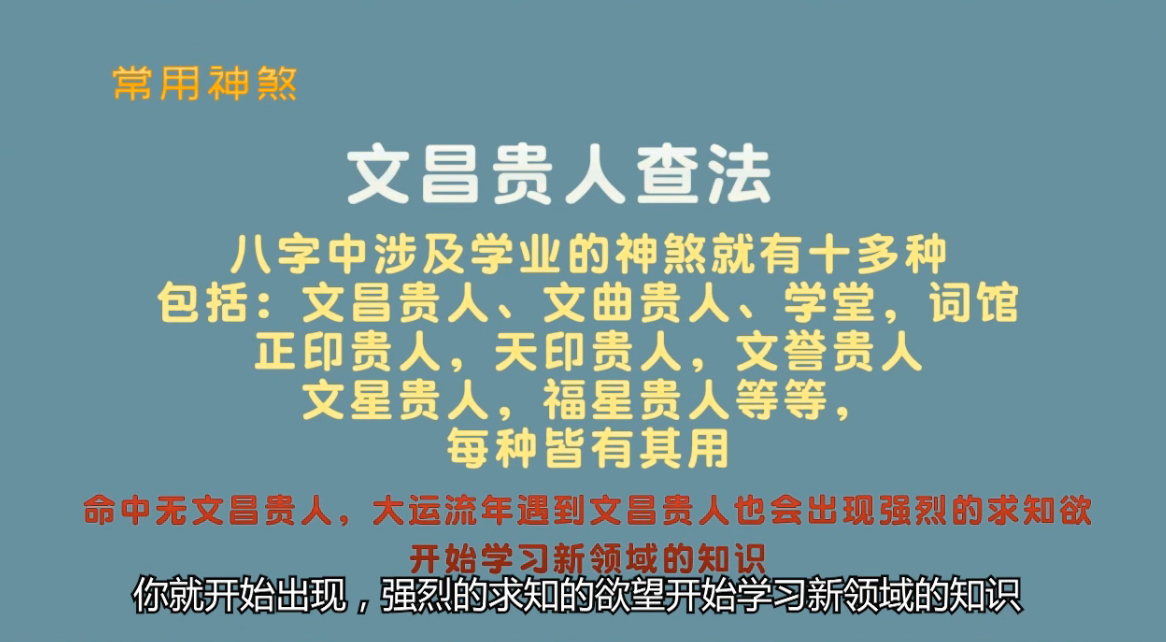 常用神煞
文昌贵人查法
八字中涉及学业的神煞就有十多种
包括：文昌贵人、文曲贵人、学堂，词馆
正印贵人，天印贵人，文誉贵人
文星贵人，福星贵人等等，
每种皆有其用
命中无文昌贵人，大运流年遇到文昌贵人也会出现强烈的求知欲
开始学习新领域的知识
你就开始出现，强烈的求知的欲望开始学习新领域的知识